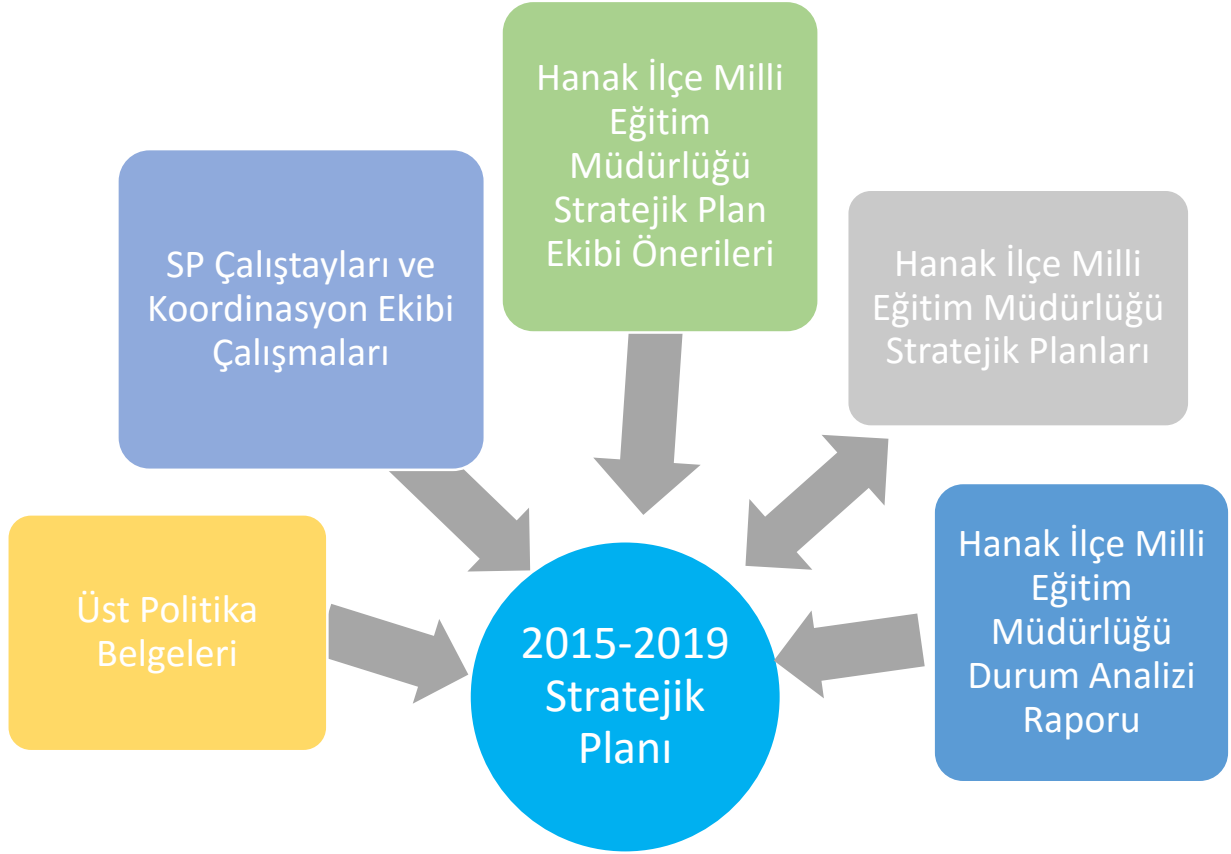 Hanak İlçe Milli
Eğitim
Müdürlüğü
Stratejik Plan
Ekibi Önerileri
SP Çalıştayları ve
Koordinasyon Ekibi
Çalışmaları
Hanak İlçe Milli
Eğitim Müdürlüğü
Stratejik Planları
Üst Politika
Belgeleri
Hanak İlçe Milli
Eğitim
Müdürlüğü
Durum Analizi
Raporu
2015-2019
Stratejik
Planı